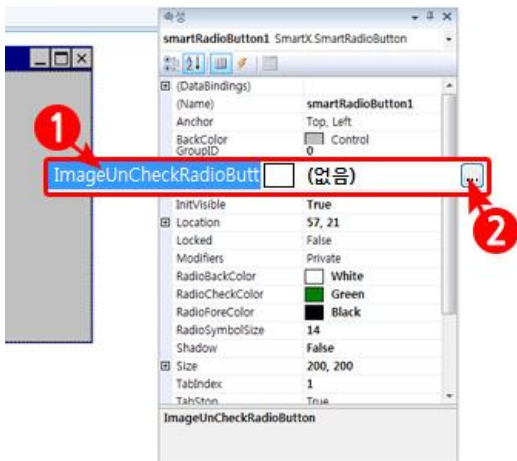 속성
smartRadioButton1 SmartX.SmartRadioButton
(DataBindings)
(Name) smartRadioButton1
Anchor Top, Left
BackColor Control
GroupID 0
1
ImageUnCheckRadioButt (없음) ...
2
InitVisible True
Location 57, 21
Locked False
Modifiers Private
RadioBackColor White
RadioCheckColor Green
RadioForeColor Black
RadioSymbolSize 14
Shadow False
Size 200, 200
TabIndex 1
TabStop True
ImageUnCheckRadioButton